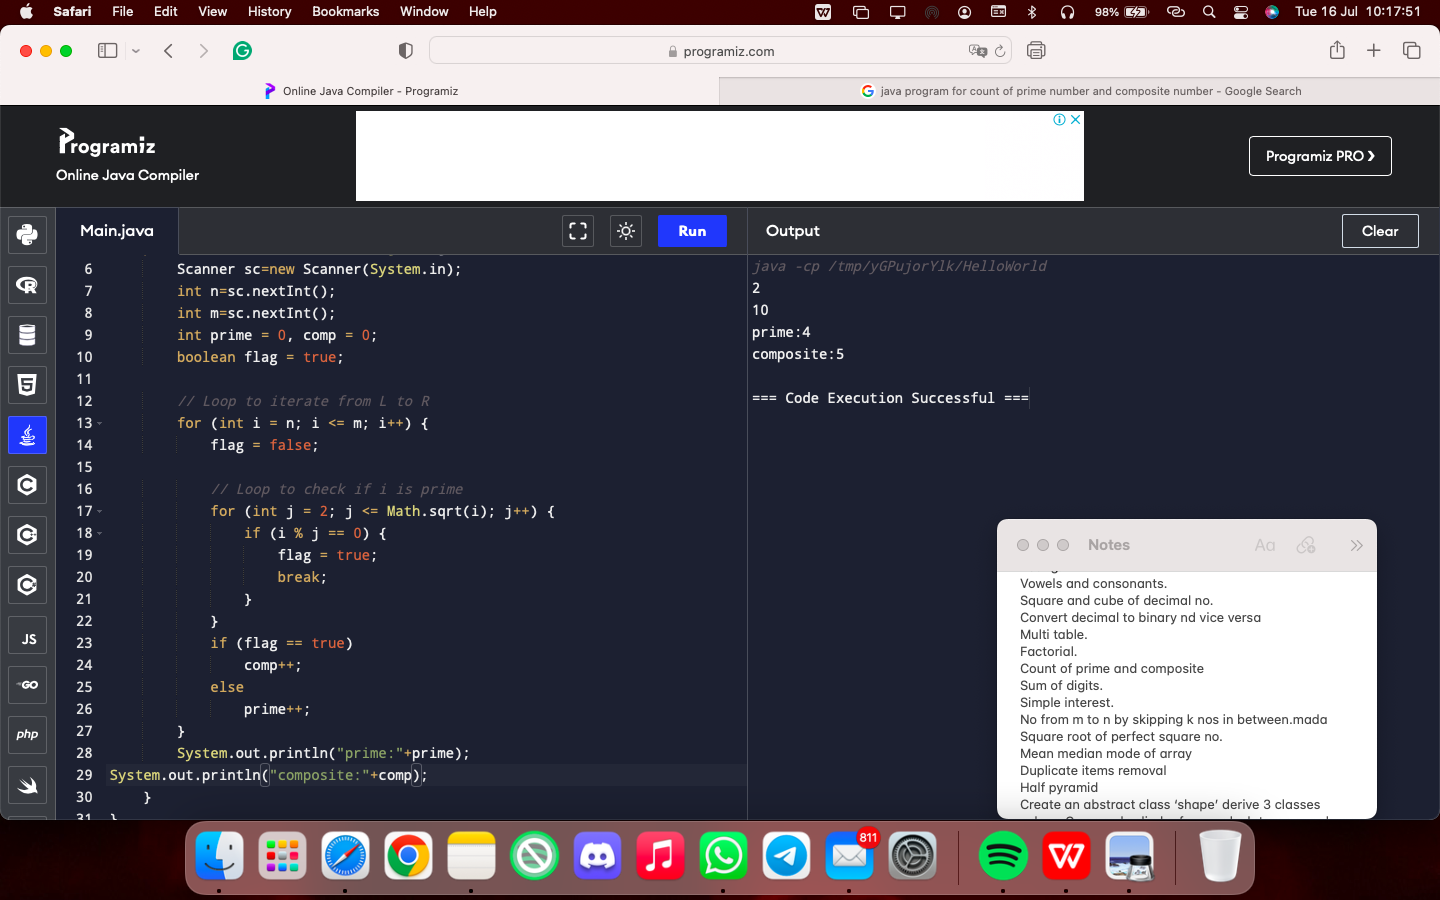 Safari File Edit View History Bookmarks Window Help 98% Tue 16 Jul 10:17:51
programiz.com
Online Java Compiler - Programiz
java program for count of prime number and composite number - Google Search
Programiz
Online Java Compiler
Programiz PRO ❯
Main.java
Run
Output
Clear
6 Scanner sc=new Scanner(System.in);
7 int n=sc.nextInt();
8 int m=sc.nextInt();
9 int prime = 0, comp = 0;
10 boolean flag = true;
11
12 // Loop to iterate from L to R
13 for (int i = n; i <= m; i++) {
14 flag = false;
15
16 // Loop to check if i is prime
17 for (int j = 2; j <= Math.sqrt(i); j++) {
18 if (i % j == 0) {
19 flag = true;
20 break;
21 }
22 }
23 if (flag == true)
24 comp++;
25 else
26 prime++;
27 }
28 System.out.println("prime:"+prime);
29 System.out.println("composite:"+comp);
30 }
31 }
JS
GO
php
java -cp /tmp/yGPujorYlk/HelloWorld
2
10
prime:4
composite:5
=== Code Execution Successful ===
Notes
Aa
Vowels and consonants.
Square and cube of decimal no.
Convert decimal to binary nd vice versa
Multi table.
Factorial.
Count of prime and composite
Sum of digits.
Simple interest.
No from m to n by skipping k nos in between.mada
Square root of perfect square no.
Mean median mode of array
Duplicate items removal
Half pyramid
Create an abstract class ‘shape’ derive 3 classes
811